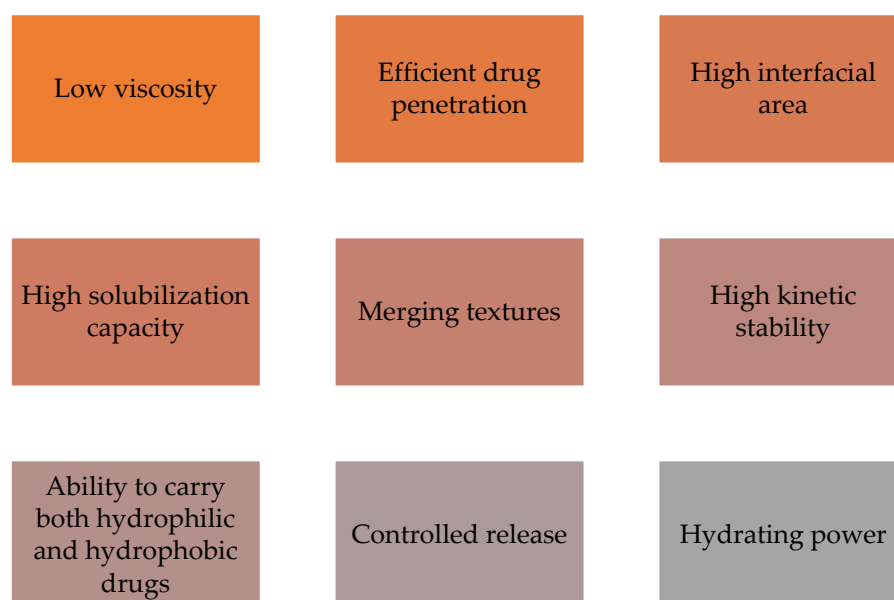 Low viscosity
Efficient drug
penetration
High interfacial
area
High solubilization
capacity
Merging textures
High kinetic
stability
Ability to carry
both hydrophilic
and hydrophobic
drugs
Controlled release
Hydrating power